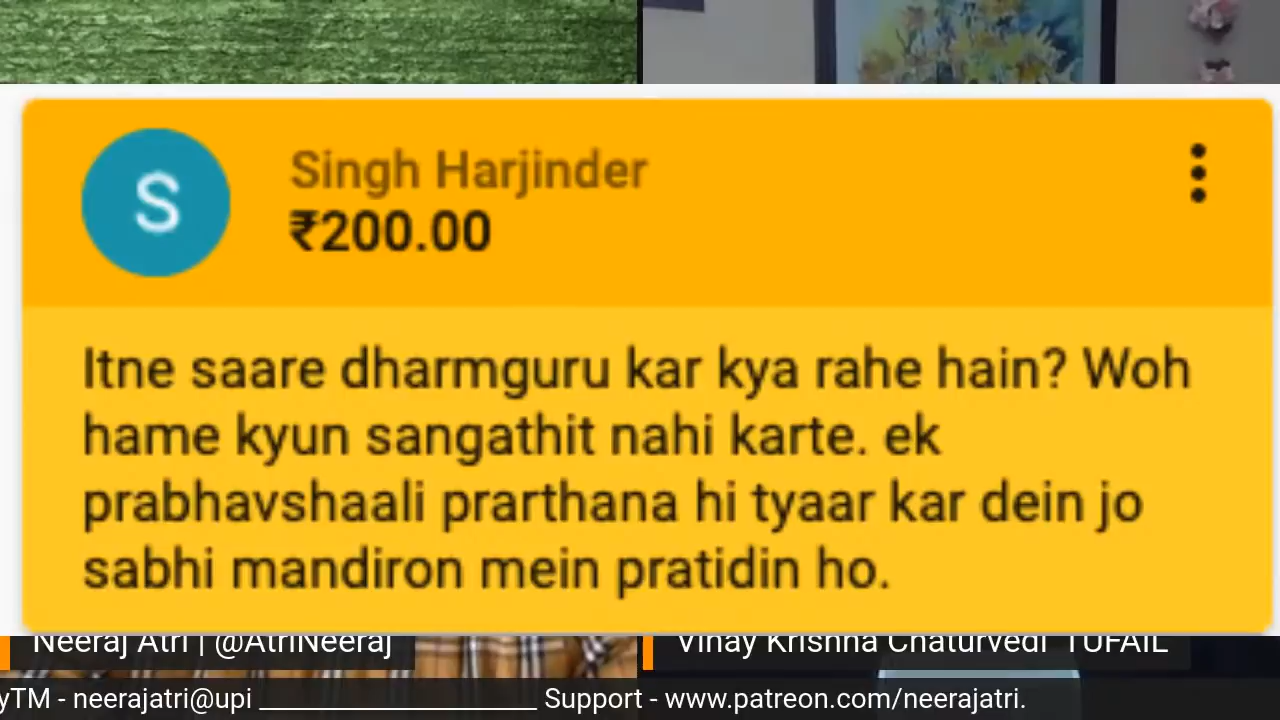 S
Singh Harjinder
₹200.00
Itne saare dharmguru kar kya rahe hain? Woh
hame kyun sangathit nahi karte. ek
prabhavshaali prarthana hi tyaar kar dein jo
sabhi mandiron mein pratidin ho.
Neeraj Atri | @AtriNeeraj
Vinay Krishna Chaturvedi TUFAIL
yTM - neerajatri@upi ____________________ Support - www.patreon.com/neerajatri.